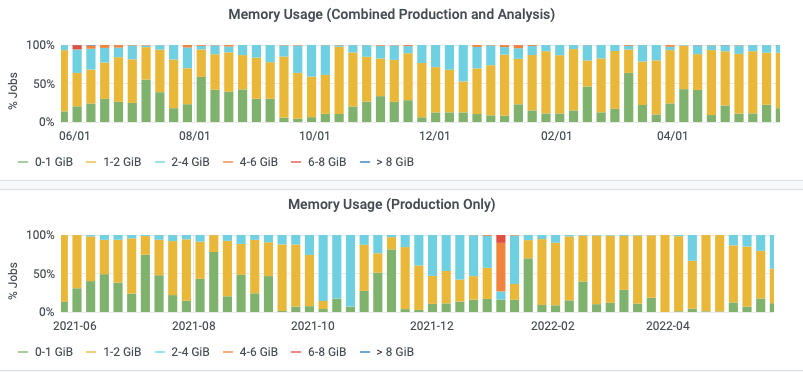 Memory Usage (Combined Production and Analysis)
100%
50%
0%
% Jobs
06/01 08/01 10/01 12/01 02/01 04/01
0-1 GiB 1-2 GiB 2-4 GiB 4-6 GiB 6-8 GiB > 8 GiB
Memory Usage (Production Only)
100%
50%
0%
% Jobs
2021-06 2021-08 2021-10 2021-12 2022-02 2022-04
0-1 GiB 1-2 GiB 2-4 GiB 4-6 GiB 6-8 GiB > 8 GiB